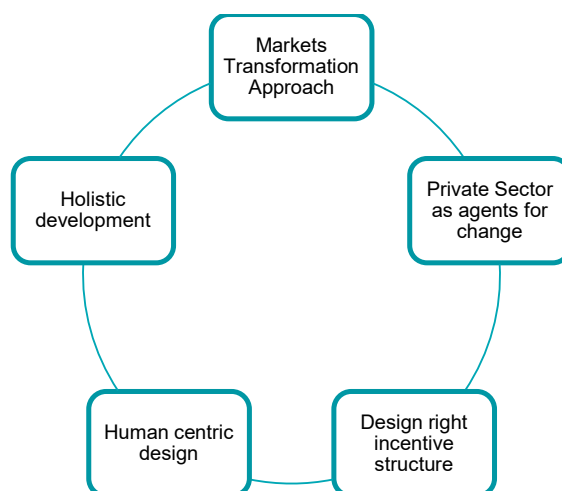 Markets
Transformation
Approach
Private Sector
as agents for
change
Design right
incentive
structure
Human centric
design
Holistic
development